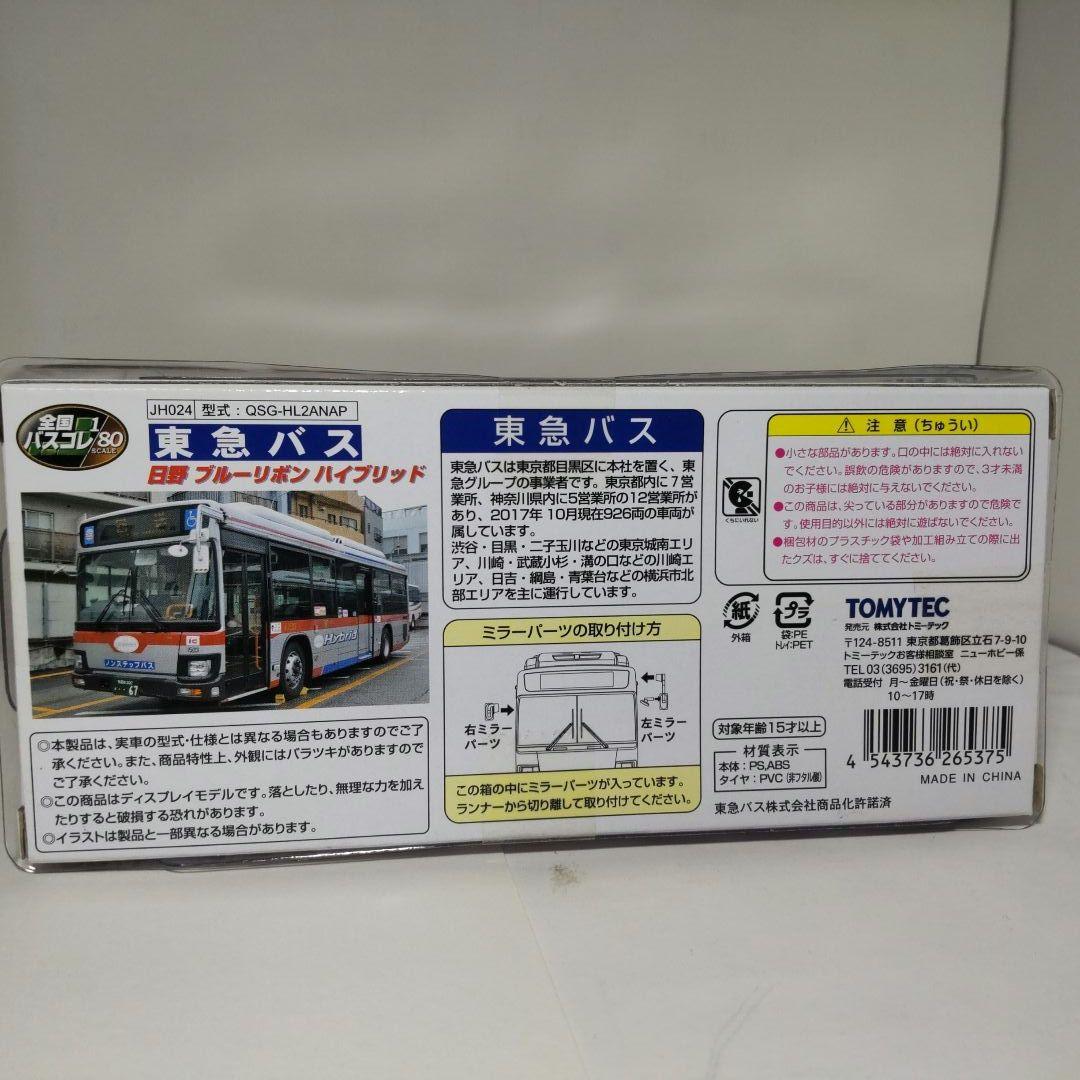 全国
バスコレ
1
80
SCALE
JH024 型式：QSG-HL2ANAP
東急バス
日野 ブルーリボン ハイブリッド
Hybrid
ノンステップバス
67
◎本製品は、実車の型式・仕様とは異なる場合もありますのでご了
承ください。また、商品特性上、外観にはバラツキがありますので
ご了承ください。
◎この商品はディスプレイモデルです。落としたり、無理な力を加え
たりすると破損する恐れがあります。
◎イラストは製品と一部異なる場合があります。
東急バス
東急バスは東京都目黒区に本社を置く、東
急グループの事業者です。東京都内に7営
業所、神奈川県内に5営業所の12営業所が
あり、2017年 10月現在926両の車両が
属しています。
渋谷・目黒・二子玉川などの東京城南エリ
ア、川崎・武蔵小杉・溝の口などの川崎エ
リア、日吉・綱島・青葉台などの横浜市北
部エリアを主に運行しています。
ミラーパーツの取り付け方
右ミラー
パーツ
左ミラー
パーツ
この箱の中にミラーパーツが入っています。
ランナーから切り離して取り付けてください。
⚠ 注 意（ちゅうい）
くちにいれない
●小さな部品があります。口の中には絶対に入れない
でください。誤飲の危険がありますので、3才未満
のお子様には絶対に与えないでください。
●この商品は、尖っている部分がありますので危険で
す。使用目的以外には絶対に遊ばないでください。
●梱包材のプラスチック袋や加工組み立ての際に出
たクズは、すぐに捨ててください。
紙
外箱
プラ
袋:PE
トレイ:PET
TOMYTEC
発売元 株式会社トミーテック
〒124-8511 東京都葛飾区立石7-9-10
トミーテックお客様相談室 ニューホビー係
TEL 03(3695)3161(代)
電話受付 月〜金曜日(祝・祭・休日を除く)
10〜17時
対象年齢15才以上
材質表示
本体：PS,ABS
タイヤ：PVC (非フタル酸)
4 543736 265375
MADE IN CHINA
東急バス株式会社商品化許諾済